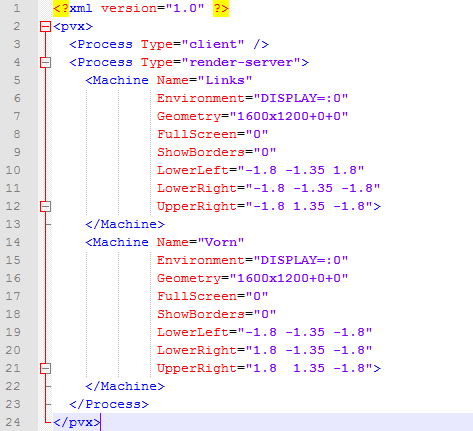 1 <?xml version="1.0" ?>
2 <pvx>
3   <Process Type="client" />
4   <Process Type="render-server">
5     <Machine Name="Links"
6              Environment="DISPLAY=:0"
7              Geometry="1600x1200+0+0"
8              FullScreen="0"
9              ShowBorders="0"
10              LowerLeft="-1.8 -1.35 1.8"
11              LowerRight="-1.8 -1.35 -1.8"
12              UpperRight="-1.8 1.35 -1.8">
13     </Machine>
14     <Machine Name="Vorn"
15              Environment="DISPLAY=:0"
16              Geometry="1600x1200+0+0"
17              FullScreen="0"
18              ShowBorders="0"
19              LowerLeft="-1.8 -1.35 -1.8"
20              LowerRight="1.8 -1.35 -1.8"
21              UpperRight="1.8  1.35 -1.8">
22     </Machine>
23   </Process>
24 </pvx>